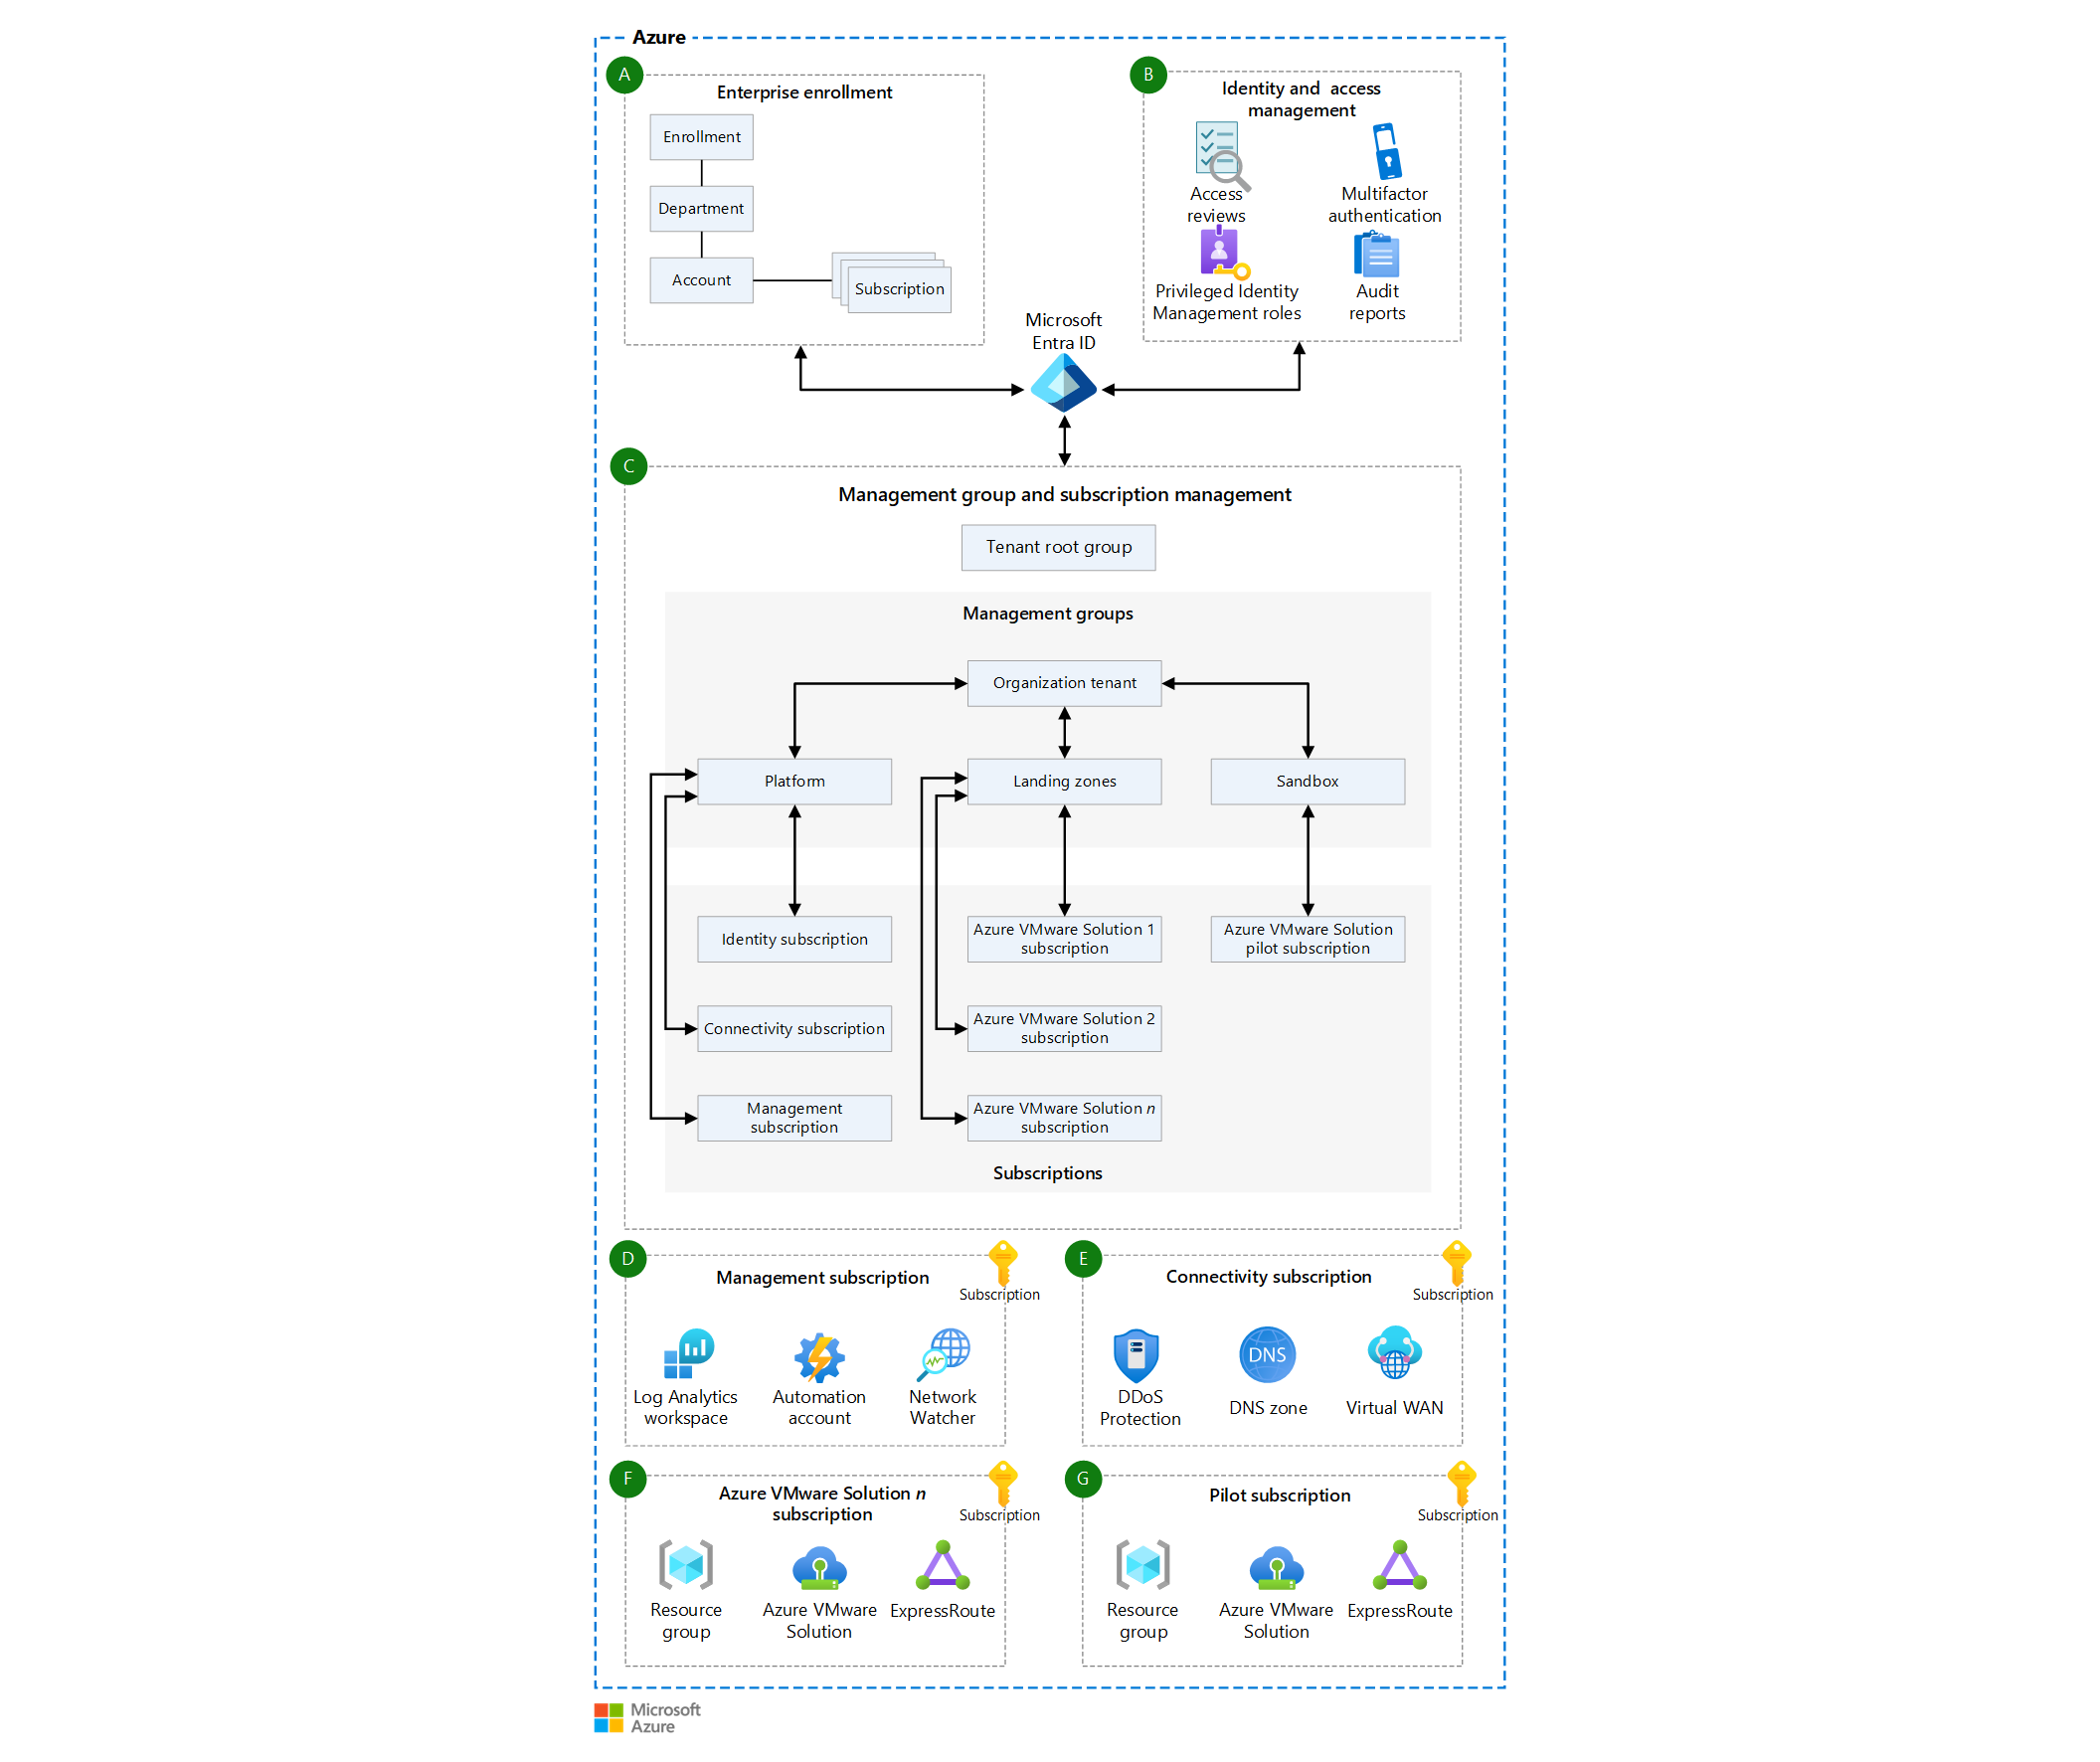 Azure
A
Enterprise enrollment
Enrollment
Department
Account
Subscription
B
Identity and access
management
Access
reviews
Multifactor
authentication
Privileged Identity
Management roles
Audit
reports
Microsoft
Entra ID
C
Management group and subscription management
Tenant root group
Management groups
Organization tenant
Platform
Landing zones
Sandbox
Identity subscription
Azure VMware Solution 1
subscription
Azure VMware Solution
pilot subscription
Connectivity subscription
Azure VMware Solution 2
subscription
Management
subscription
Azure VMware Solution n
subscription
Subscriptions
D
Management subscription
Subscription
Log Analytics
workspace
Automation
account
Network
Watcher
E
Connectivity subscription
Subscription
DDoS
Protection
DNS
DNS zone
Virtual WAN
F
Azure VMware Solution n
subscription
Subscription
Resource
group
Azure VMware
Solution
ExpressRoute
G
Pilot subscription
Subscription
Resource
group
Azure VMware
Solution
ExpressRoute
Microsoft
Azure